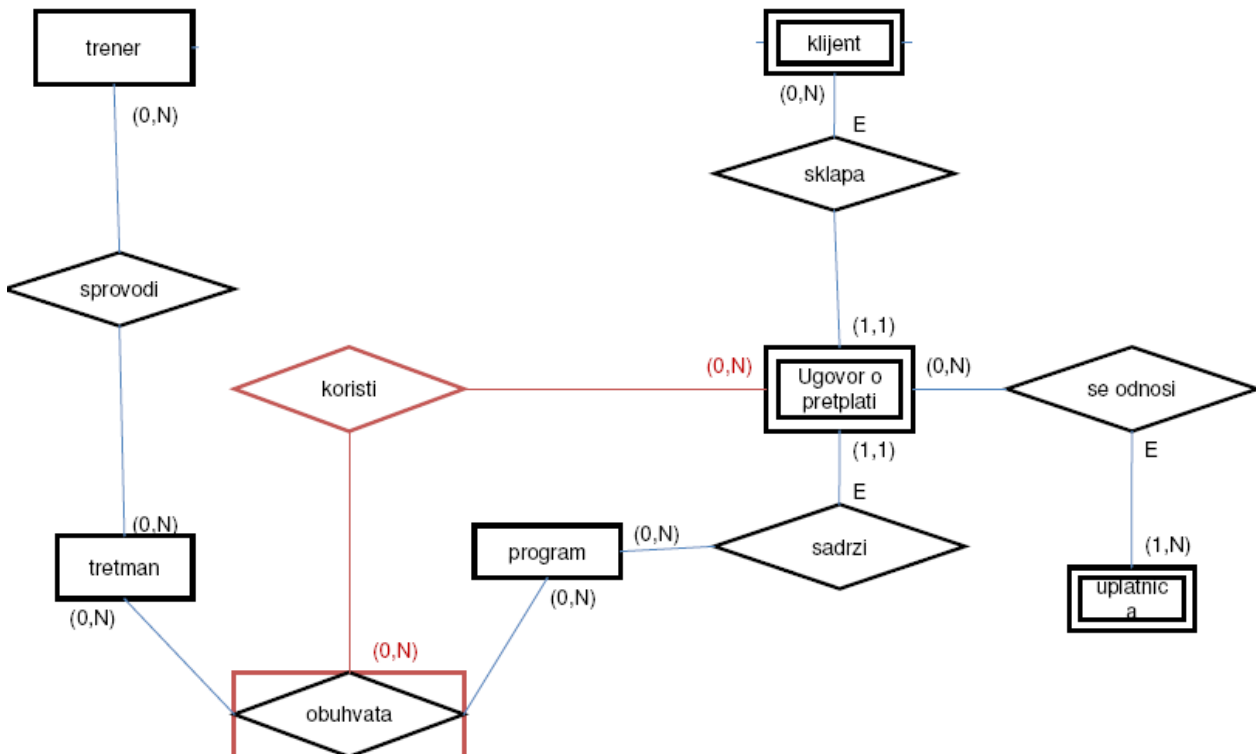 trener
klijent
(0,N)
(0,N)
E
sklapa
sprovodi
(1,1)
(0,N)
Ugovor o
pretplati
(0,N)
koristi
se odnosi
(1,1)
E
E
(0,N)
program
(0,N)
sadrzi
(1,N)
tretman
uplatnic
a
(0,N)
(0,N)
(0,N)
obuhvata